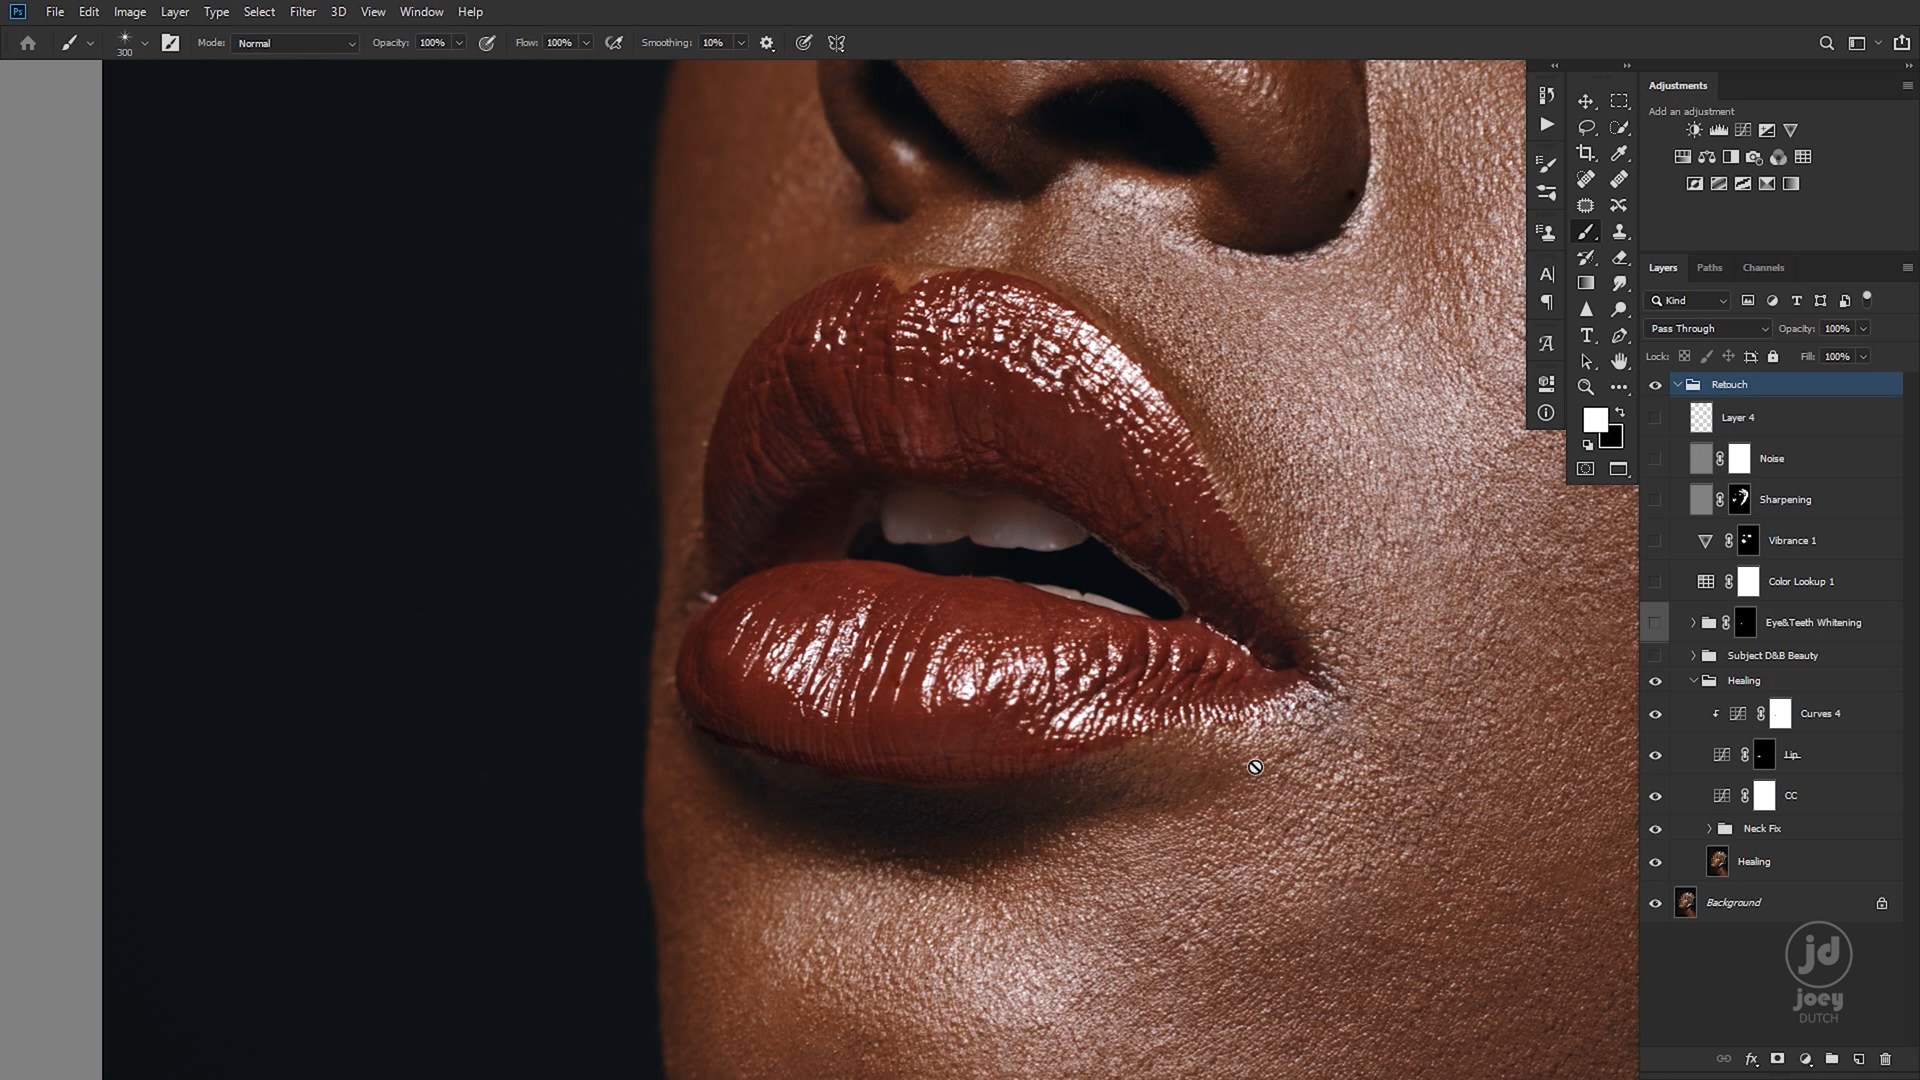 Ps File Edit Image Layer Type Select Filter 3D View Window Help
300 Mode: Normal Opacity: 100% Flow: 100% Smoothing: 10%
Adjustments
Add an adjustment
Layers Paths Channels
Kind
Pass Through Opacity: 100%
Lock: Fill: 100%
Retouch
Layer 4
Noise
Sharpening
Vibrance 1
Color Lookup 1
Eye&Teeth Whitening
Subject D&B Beauty
Healing
Curves 4
Lip
CC
Neck Fix
Healing
Background
jd
joey
DUTCH
fx